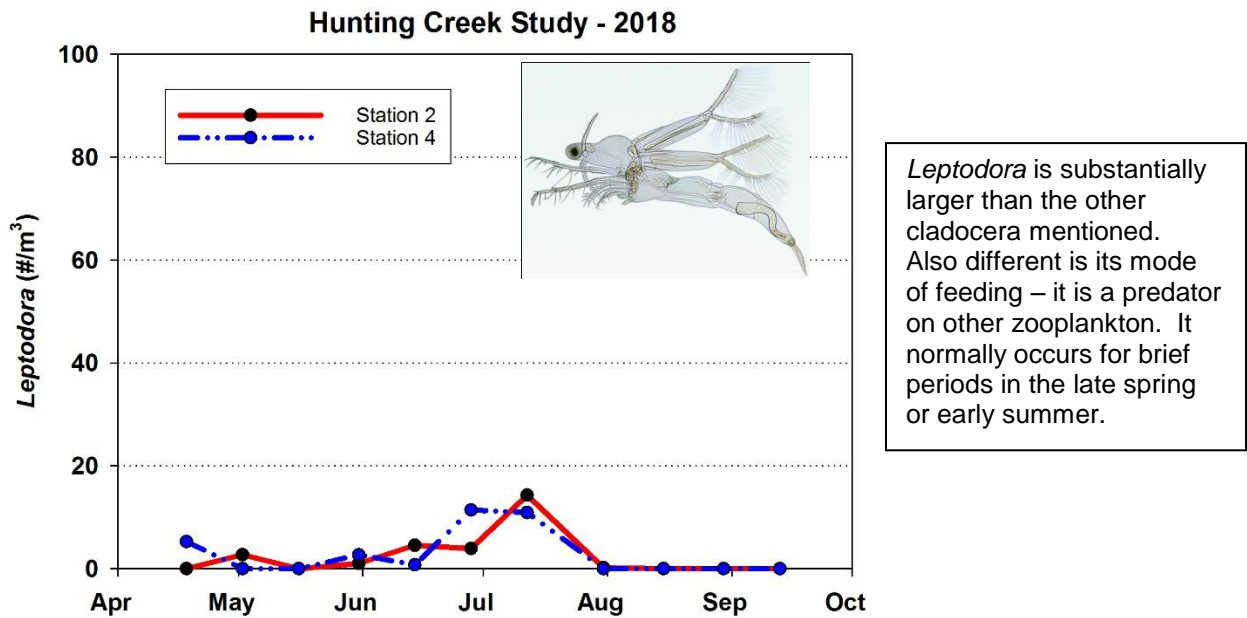 Hunting Creek Study - 2018
100
80
60
40
20
0
Leptodora (#/m³)
Station 2
Station 4
Apr May Jun Jul Aug Sep Oct
Leptodora is substantially
larger than the other
cladocera mentioned.
Also different is its mode
of feeding – it is a predator
on other zooplankton. It
normally occurs for brief
periods in the late spring
or early summer.